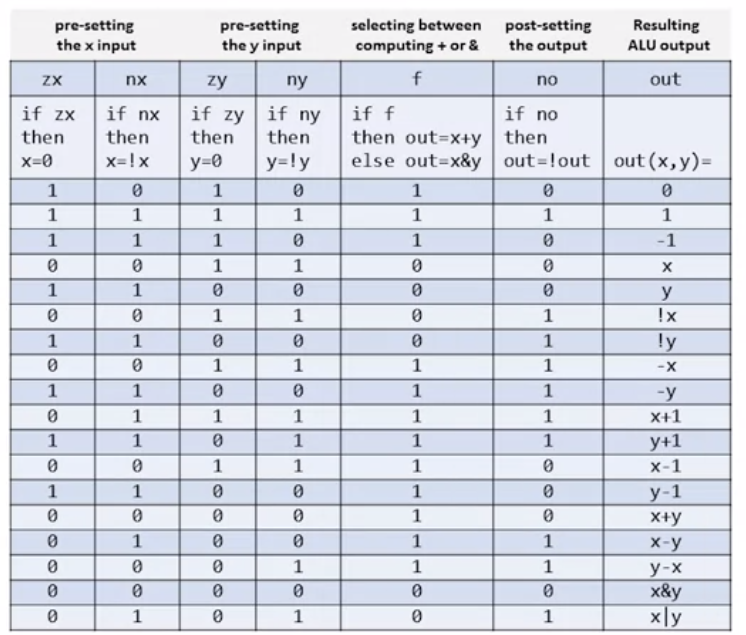 pre-setting the x input pre-setting the y input selecting between computing + or & post-setting the output Resulting ALU output
zx nx zy ny f no out
if zx then x=0 if nx then x=!x if zy then y=0 if ny then y=!y if f then out=x+y else out=x&y if no then out=!out out(x,y)=
1 0 1 0 1 0 0
1 1 1 1 1 1 1
1 1 1 0 1 0 -1
0 0 1 1 0 0 x
1 1 0 0 0 0 y
0 0 1 1 0 1 !x
1 1 0 0 0 1 !y
0 0 1 1 1 1 -x
1 1 0 0 1 1 -y
0 1 1 1 1 1 x+1
1 1 0 1 1 1 y+1
0 0 1 1 1 0 x-1
1 1 0 0 1 0 y-1
0 0 0 0 1 0 x+y
0 1 0 0 1 1 x-y
0 0 0 1 1 1 y-x
0 0 0 0 0 0 x&y
0 1 0 1 0 1 x|y